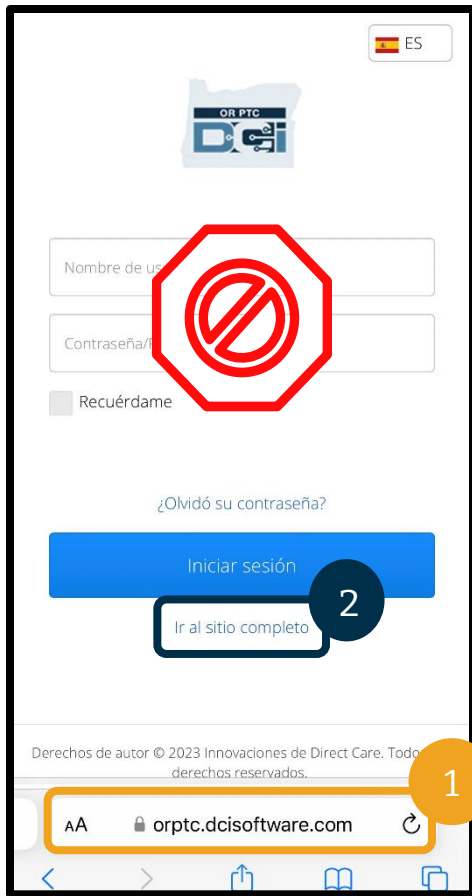 ES
OR PTC
DCi
Nombre de us
Contraseña/
Recuérdame
¿Olvidó su contraseña?
Iniciar sesión
2
Ir al sitio completo
Derechos de autor © 2023 Innovaciones de Direct Care. Todo
derechos reservados.
1
AA orptc.dcisoftware.com